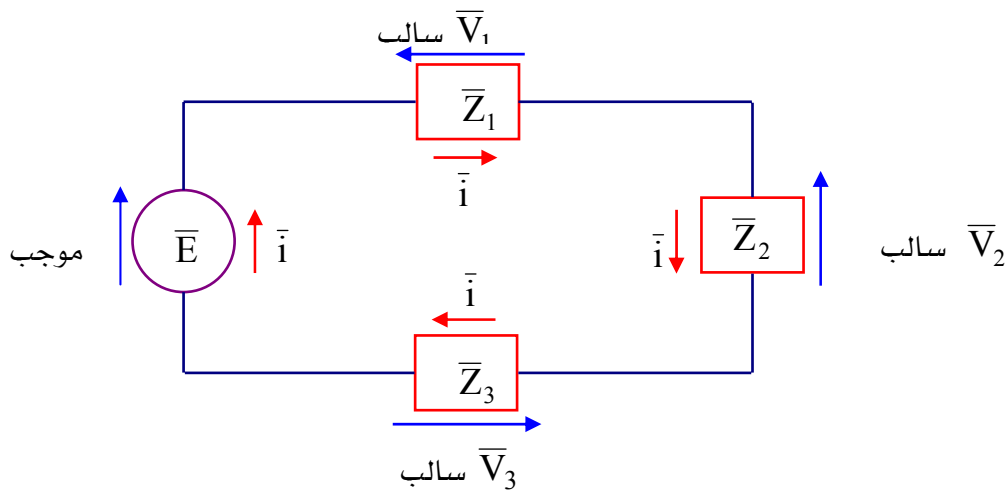 سالب V̅₁
Z̅₁
i̅
موجب
E̅
i̅
i̅
Z̅₂
سالب V̅₂
i̅
Z̅₃
سالب V̅₃